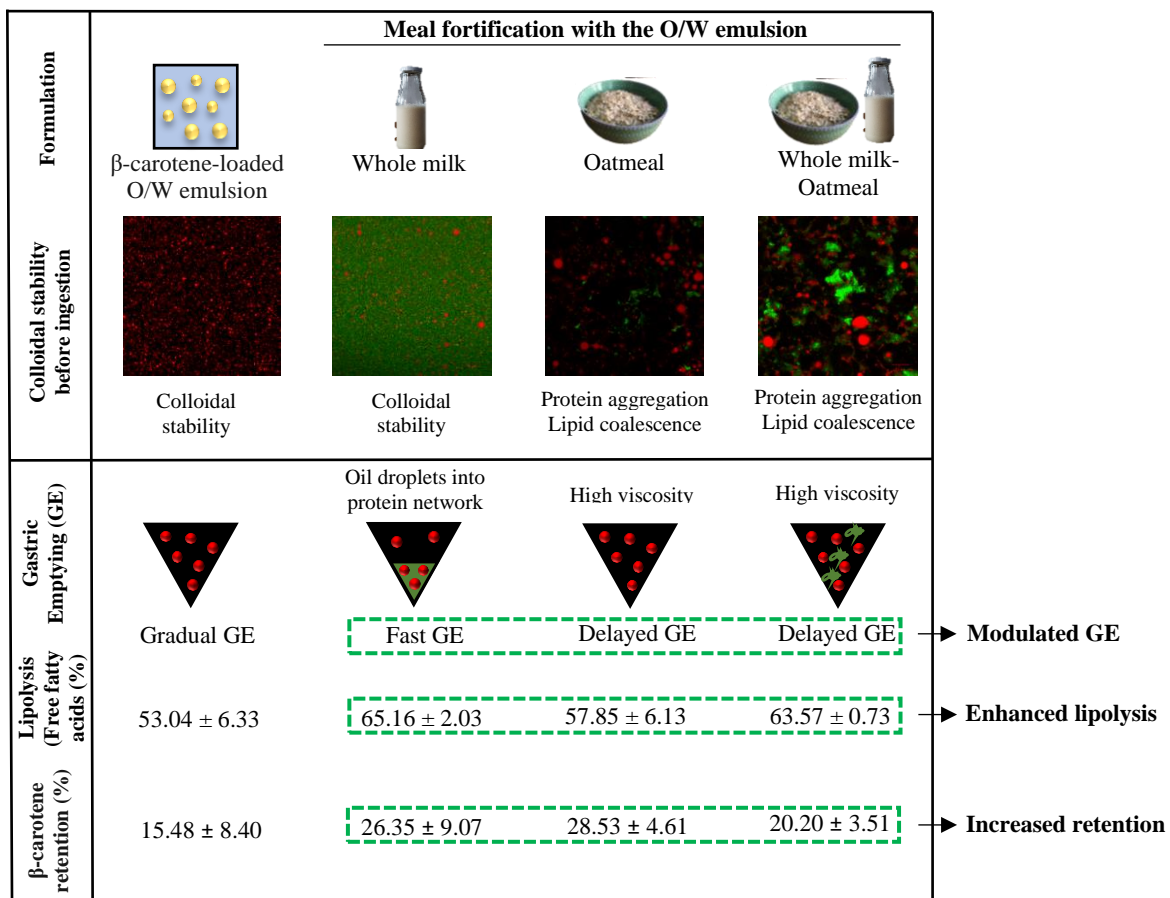 Meal fortification with the O/W emulsion
Formulation
β-carotene-loaded
O/W emulsion
Whole milk
Oatmeal
Whole milk-
Oatmeal
Colloidal stability
before ingestion
Colloidal
stability
Colloidal
stability
Protein aggregation
Lipid coalescence
Protein aggregation
Lipid coalescence
Gastric
Emptying (GE)
Oil droplets into
protein network
High viscosity
High viscosity
Gradual GE
Fast GE
Delayed GE
Delayed GE
Modulated GE
Lipolysis
(Free fatty
acids (%)
53.04 ± 6.33
65.16 ± 2.03
57.85 ± 6.13
63.57 ± 0.73
Enhanced lipolysis
β-carotene
retention (%)
15.48 ± 8.40
26.35 ± 9.07
28.53 ± 4.61
20.20 ± 3.51
Increased retention